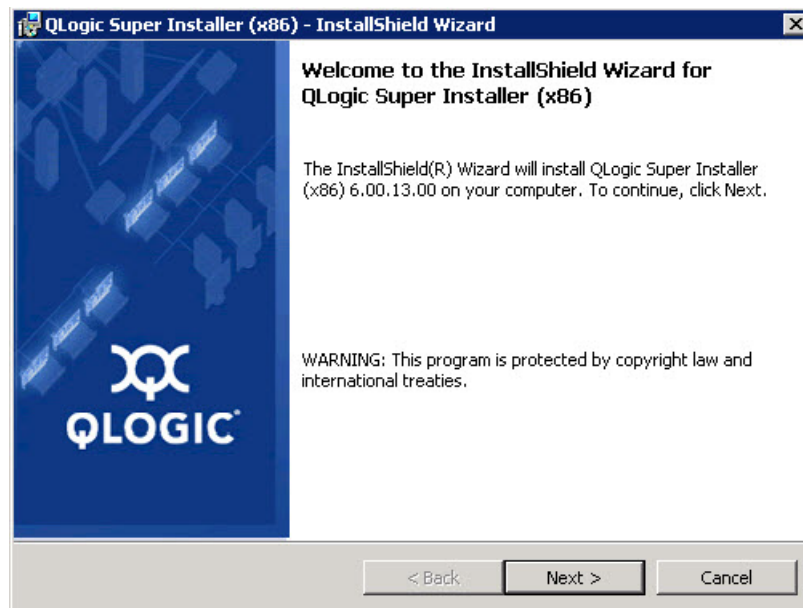 QLogic Super Installer (x86) - InstallShield Wizard
Welcome to the InstallShield Wizard for
QLogic Super Installer (x86)
The InstallShield(R) Wizard will install QLogic Super Installer
(x86) 6.00.13.00 on your computer. To continue, click Next.
WARNING: This program is protected by copyright law and
international treaties.
QLOGIC
< Back
Next >
Cancel